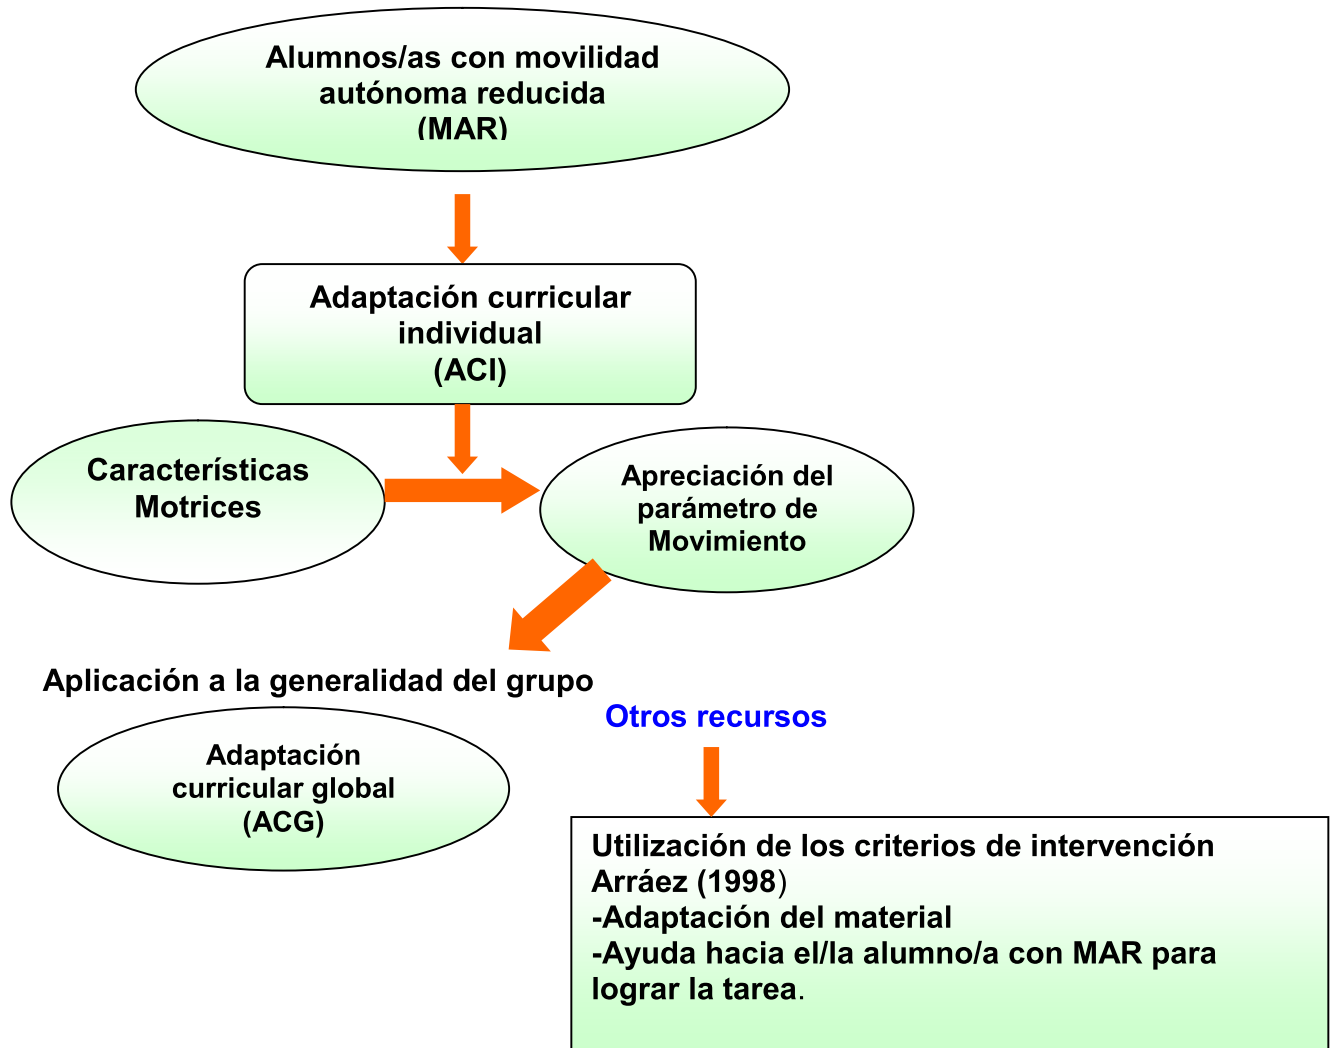 Alumnos/as con movilidad
autónoma reducida
(MAR)
Adaptación curricular
individual
(ACI)
Características
Motrices
Apreciación del
parámetro de
Movimiento
Aplicación a la generalidad del grupo
Otros recursos
Adaptación
curricular global
(ACG)
Utilización de los criterios de intervención
Arráez (1998)
-Adaptación del material
-Ayuda hacia el/la alumno/a con MAR para
lograr la tarea.